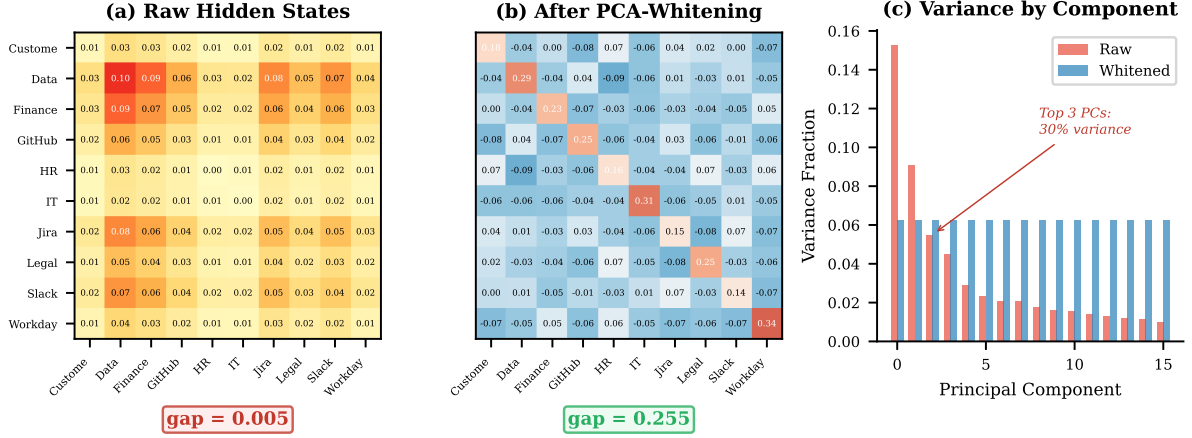 (a) Raw Hidden States
Custome 0.01 0.03 0.03 0.02 0.01 0.01 0.02 0.01 0.02 0.01
Data 0.03 0.10 0.09 0.06 0.03 0.02 0.08 0.05 0.07 0.04
Finance 0.03 0.09 0.07 0.05 0.02 0.02 0.06 0.04 0.06 0.03
GitHub 0.02 0.06 0.05 0.03 0.02 0.01 0.04 0.03 0.04 0.02
HR 0.01 0.03 0.02 0.01 0.00 0.01 0.02 0.01 0.02 0.01
IT 0.01 0.02 0.02 0.01 0.01 0.00 0.02 0.01 0.02 0.01
Jira 0.02 0.08 0.06 0.04 0.02 0.02 0.05 0.04 0.05 0.03
Legal 0.01 0.05 0.04 0.03 0.01 0.01 0.04 0.02 0.03 0.02
Slack 0.02 0.07 0.06 0.04 0.02 0.02 0.05 0.03 0.04 0.02
Workday 0.01 0.04 0.03 0.02 0.01 0.01 0.03 0.02 0.02 0.01
Custome Data Finance GitHub HR IT Jira Legal Slack Workday
gap = 0.005
(b) After PCA-Whitening
0.18 -0.04 0.00 -0.08 0.07 -0.06 0.04 0.02 0.00 -0.07
-0.04 0.29 -0.04 0.04 -0.09 -0.06 0.01 -0.03 0.01 -0.05
0.00 -0.04 0.23 -0.07 -0.03 -0.06 -0.02 -0.04 -0.04 0.05
-0.08 0.04 -0.07 0.25 -0.06 -0.04 0.03 -0.06 -0.01 -0.06
0.07 -0.09 -0.03 -0.06 0.16 -0.04 -0.04 0.07 -0.03 0.06
-0.06 -0.06 -0.06 -0.04 -0.04 0.31 -0.05 -0.06 0.01 -0.05
0.04 0.01 -0.02 0.03 -0.04 -0.05 0.15 -0.08 0.07 -0.07
0.02 -0.03 -0.04 -0.06 0.07 -0.05 -0.08 0.25 -0.03 -0.06
0.00 0.01 -0.05 -0.01 -0.03 0.01 0.07 -0.03 0.14 -0.07
-0.07 -0.05 0.05 -0.06 0.06 -0.05 -0.07 -0.06 -0.07 0.34
Custome Data Finance GitHub HR IT Jira Legal Slack Workday
gap = 0.255
(c) Variance by Component
Variance Fraction
0.16
0.14
0.12
0.10
0.08
0.06
0.04
0.02
0.00
Raw
Whitened
Top 3 PCs:
30% variance
0 5 10 15
Principal Component